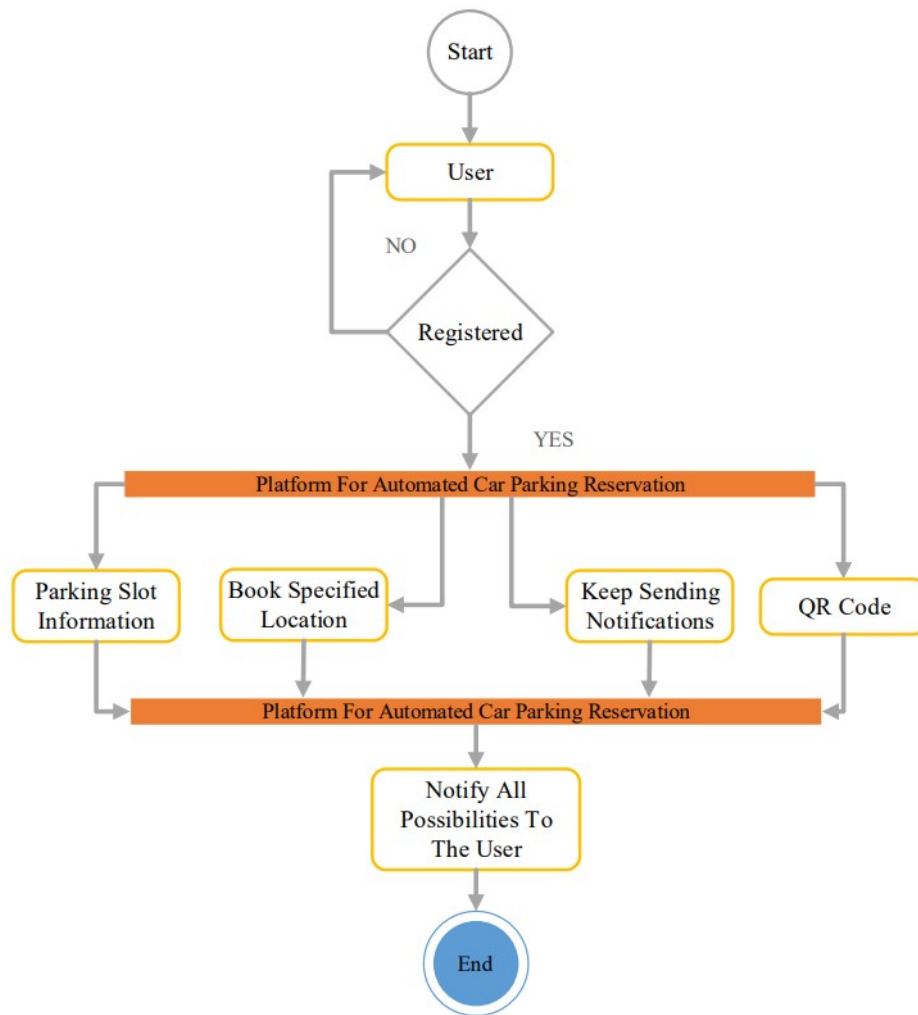 Start
User
NO
Registered
YES
Platform For Automated Car Parking Reservation
Parking Slot
Information
Book Specified
Location
Keep Sending
Notifications
QR Code
Platform For Automated Car Parking Reservation
Notify All
Possibilities To
The User
End